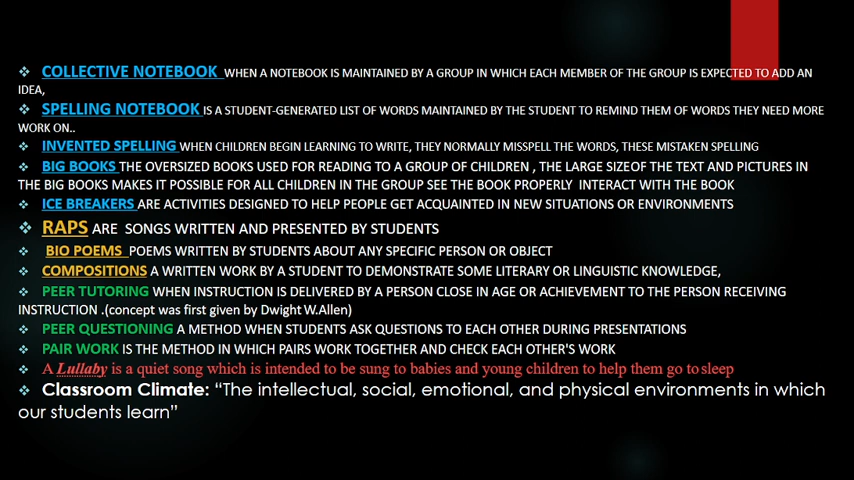 ❖ COLLECTIVE NOTEBOOK WHEN A NOTEBOOK IS MAINTAINED BY A GROUP IN WHICH EACH MEMBER OF THE GROUP IS EXPECTED TO ADD AN
IDEA,
❖ SPELLING NOTEBOOK IS A STUDENT-GENERATED LIST OF WORDS MAINTAINED BY THE STUDENT TO REMIND THEM OF WORDS THEY NEED MORE
WORK ON..
❖ INVENTED SPELLING WHEN CHILDREN BEGIN LEARNING TO WRITE, THEY NORMALLY MISSPELL THE WORDS, THESE MISTAKEN SPELLING
❖ BIG BOOKS THE OVERSIZED BOOKS USED FOR READING TO A GROUP OF CHILDREN , THE LARGE SIZEOF THE TEXT AND PICTURES IN
THE BIG BOOKS MAKES IT POSSIBLE FOR ALL CHILDREN IN THE GROUP SEE THE BOOK PROPERLY INTERACT WITH THE BOOK
❖ ICE BREAKERS ARE ACTIVITIES DESIGNED TO HELP PEOPLE GET ACQUAINTED IN NEW SITUATIONS OR ENVIRONMENTS
❖ RAPS ARE SONGS WRITTEN AND PRESENTED BY STUDENTS
❖ BIO POEMS POEMS WRITTEN BY STUDENTS ABOUT ANY SPECIFIC PERSON OR OBJECT
❖ COMPOSITIONS A WRITTEN WORK BY A STUDENT TO DEMONSTRATE SOME LITERARY OR LINGUISTIC KNOWLEDGE,
❖ PEER TUTORING WHEN INSTRUCTION IS DELIVERED BY A PERSON CLOSE IN AGE OR ACHIEVEMENT TO THE PERSON RECEIVING
INSTRUCTION .(concept was first given by Dwight W.Allen)
❖ PEER QUESTIONING A METHOD WHEN STUDENTS ASK QUESTIONS TO EACH OTHER DURING PRESENTATIONS
❖ PAIR WORK IS THE METHOD IN WHICH PAIRS WORK TOGETHER AND CHECK EACH OTHER'S WORK
❖ A Lullaby is a quiet song which is intended to be sung to babies and young children to help them go to sleep
❖ Classroom Climate: “The intellectual, social, emotional, and physical environments in which
our students learn”